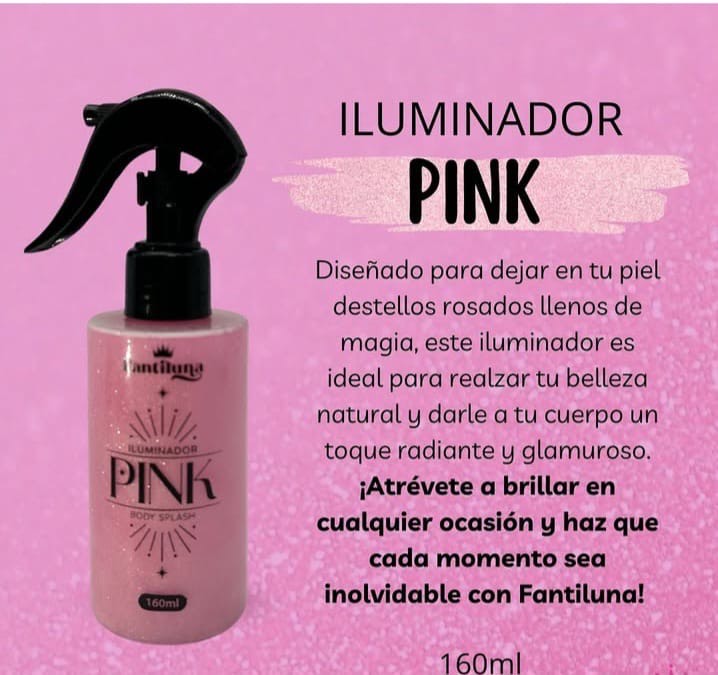 ILUMINADOR
PINK
Diseñado para dejar en tu piel
destellos rosados llenos de
magia, este iluminador es
ideal para realzar tu belleza
natural y darle a tu cuerpo un
toque radiante y glamuroso.
¡Atrévete a brillar en
cualquier ocasión y haz que
cada momento sea
inolvidable con Fantiluna!
160ml
Fantiluna
ILUMINADOR
PINK
BODY SPLASH
160ml